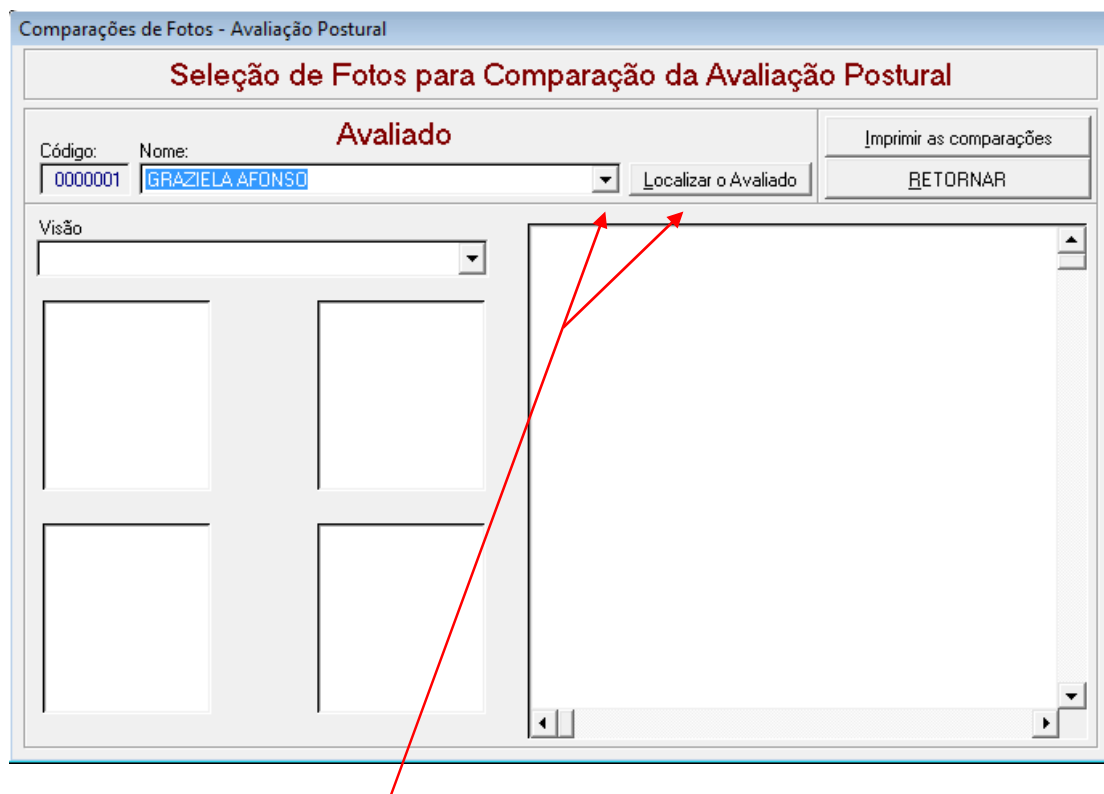 Comparações de Fotos - Avaliação Postural
Seleção de Fotos para Comparação da Avaliação Postural
Avaliado
Código: Nome:
0000001 GRAZIELA AFONSO
Localizar o Avaliado
Imprimir as comparações
RETORNAR
Visão